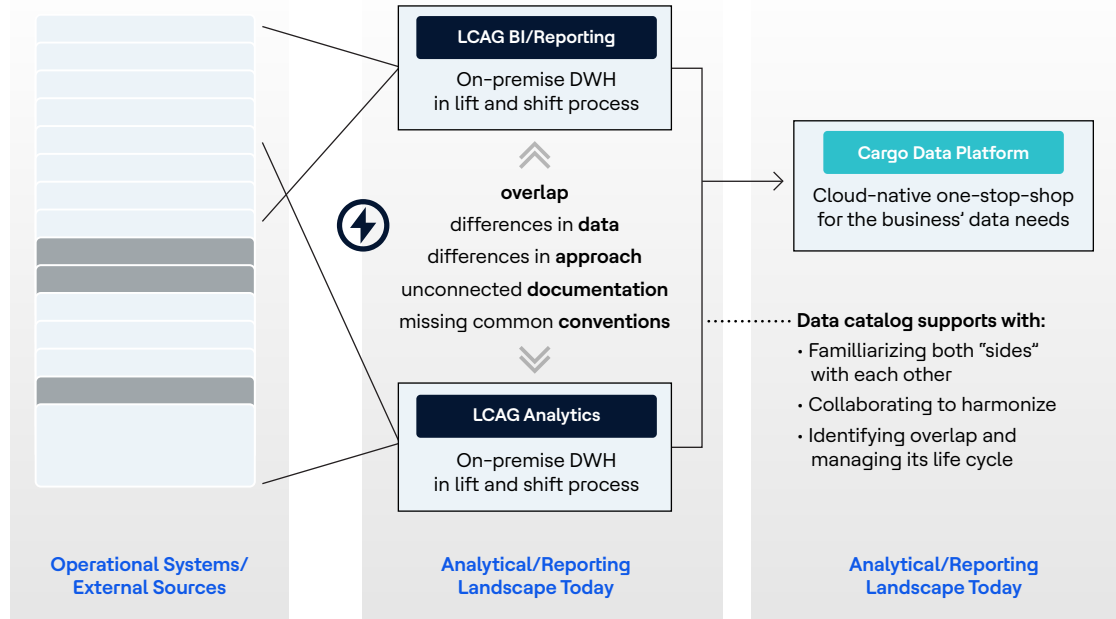 LCAG BI/Reporting
On-premise DWH
in lift and shift process
overlap
differences in data
differences in approach
unconnected documentation
missing common conventions
LCAG Analytics
On-premise DWH
in lift and shift process
Cargo Data Platform
Cloud-native one-stop-shop
for the business‘ data needs
Data catalog supports with:
• Familliarizing both “sides”
with each other
• Collaborating to harmonize
• Identifying overlap and
managing its life cycle
Operational Systems/
External Sources
Analytical/Reporting
Landscape Today
Analytical/Reporting
Landscape Today